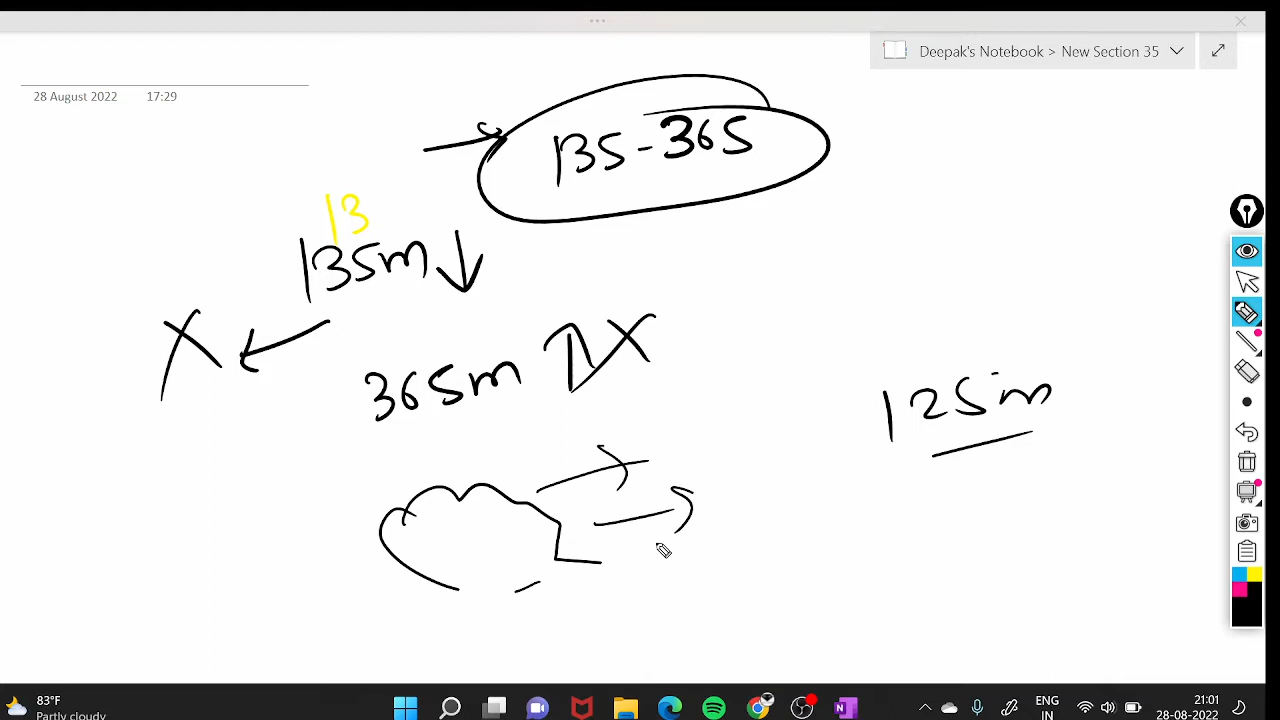 Deepak's Notebook > New Section 35
28 August 2022 17:29
135-365
13
135m
X
365m X
125m
83°F
Partly cloudy
ENG
IN
21:01
28-08-2022